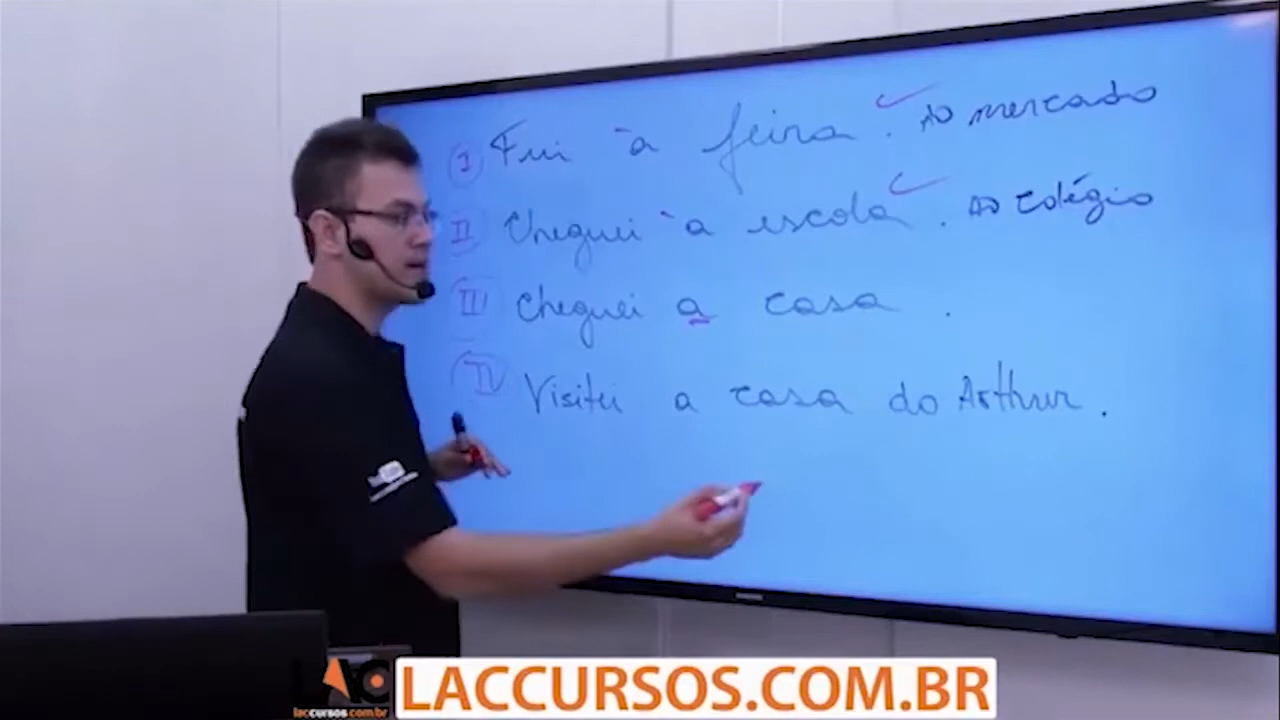 I Fui à feira. ao mercado
II Cheguei à escola. ao colégio
III Cheguei a casa.
IV Visitei a casa do Arthur.
LAC
laccursos.com.br
LACCURSOS.COM.BR